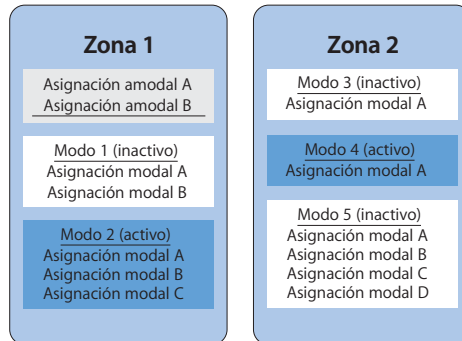 Zona 1
Asignación amodal A
Asignación amodal B
Modo 1 (inactivo)
Asignación modal A
Asignación modal B
Modo 2 (activo)
Asignación modal A
Asignación modal B
Asignación modal C
Zona 2
Modo 3 (inactivo)
Asignación modal A
Modo 4 (activo)
Asignación modal A
Modo 5 (inactivo)
Asignación modal A
Asignación modal B
Asignación modal C
Asignación modal D